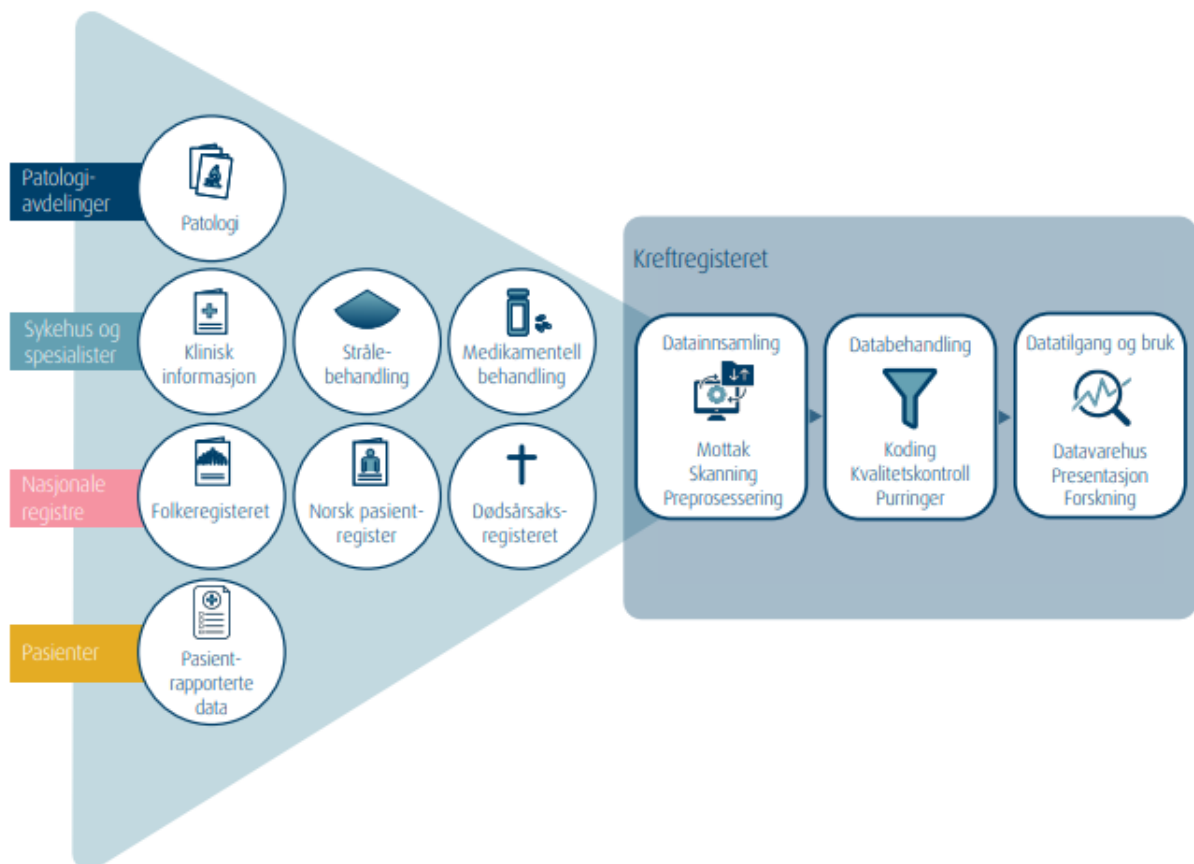 Patologi-
avdelinger
Patologi
Sykehus og
spesialister
Klinisk
informasjon
Stråle-
behandling
Medikamentell
behandling
Nasjonale
registre
Folkeregisteret
Norsk pasient-
register
Dødsårsaks-
registeret
Pasienter
Pasient-
rapporterte
data
Kreftregisteret
Datainnsamling
Mottak
Skanning
Preprosessering
Databehandling
Koding
Kvalitetskontroll
Purringer
Datatilgang og bruk
Datavarehus
Presentasjon
Forskning